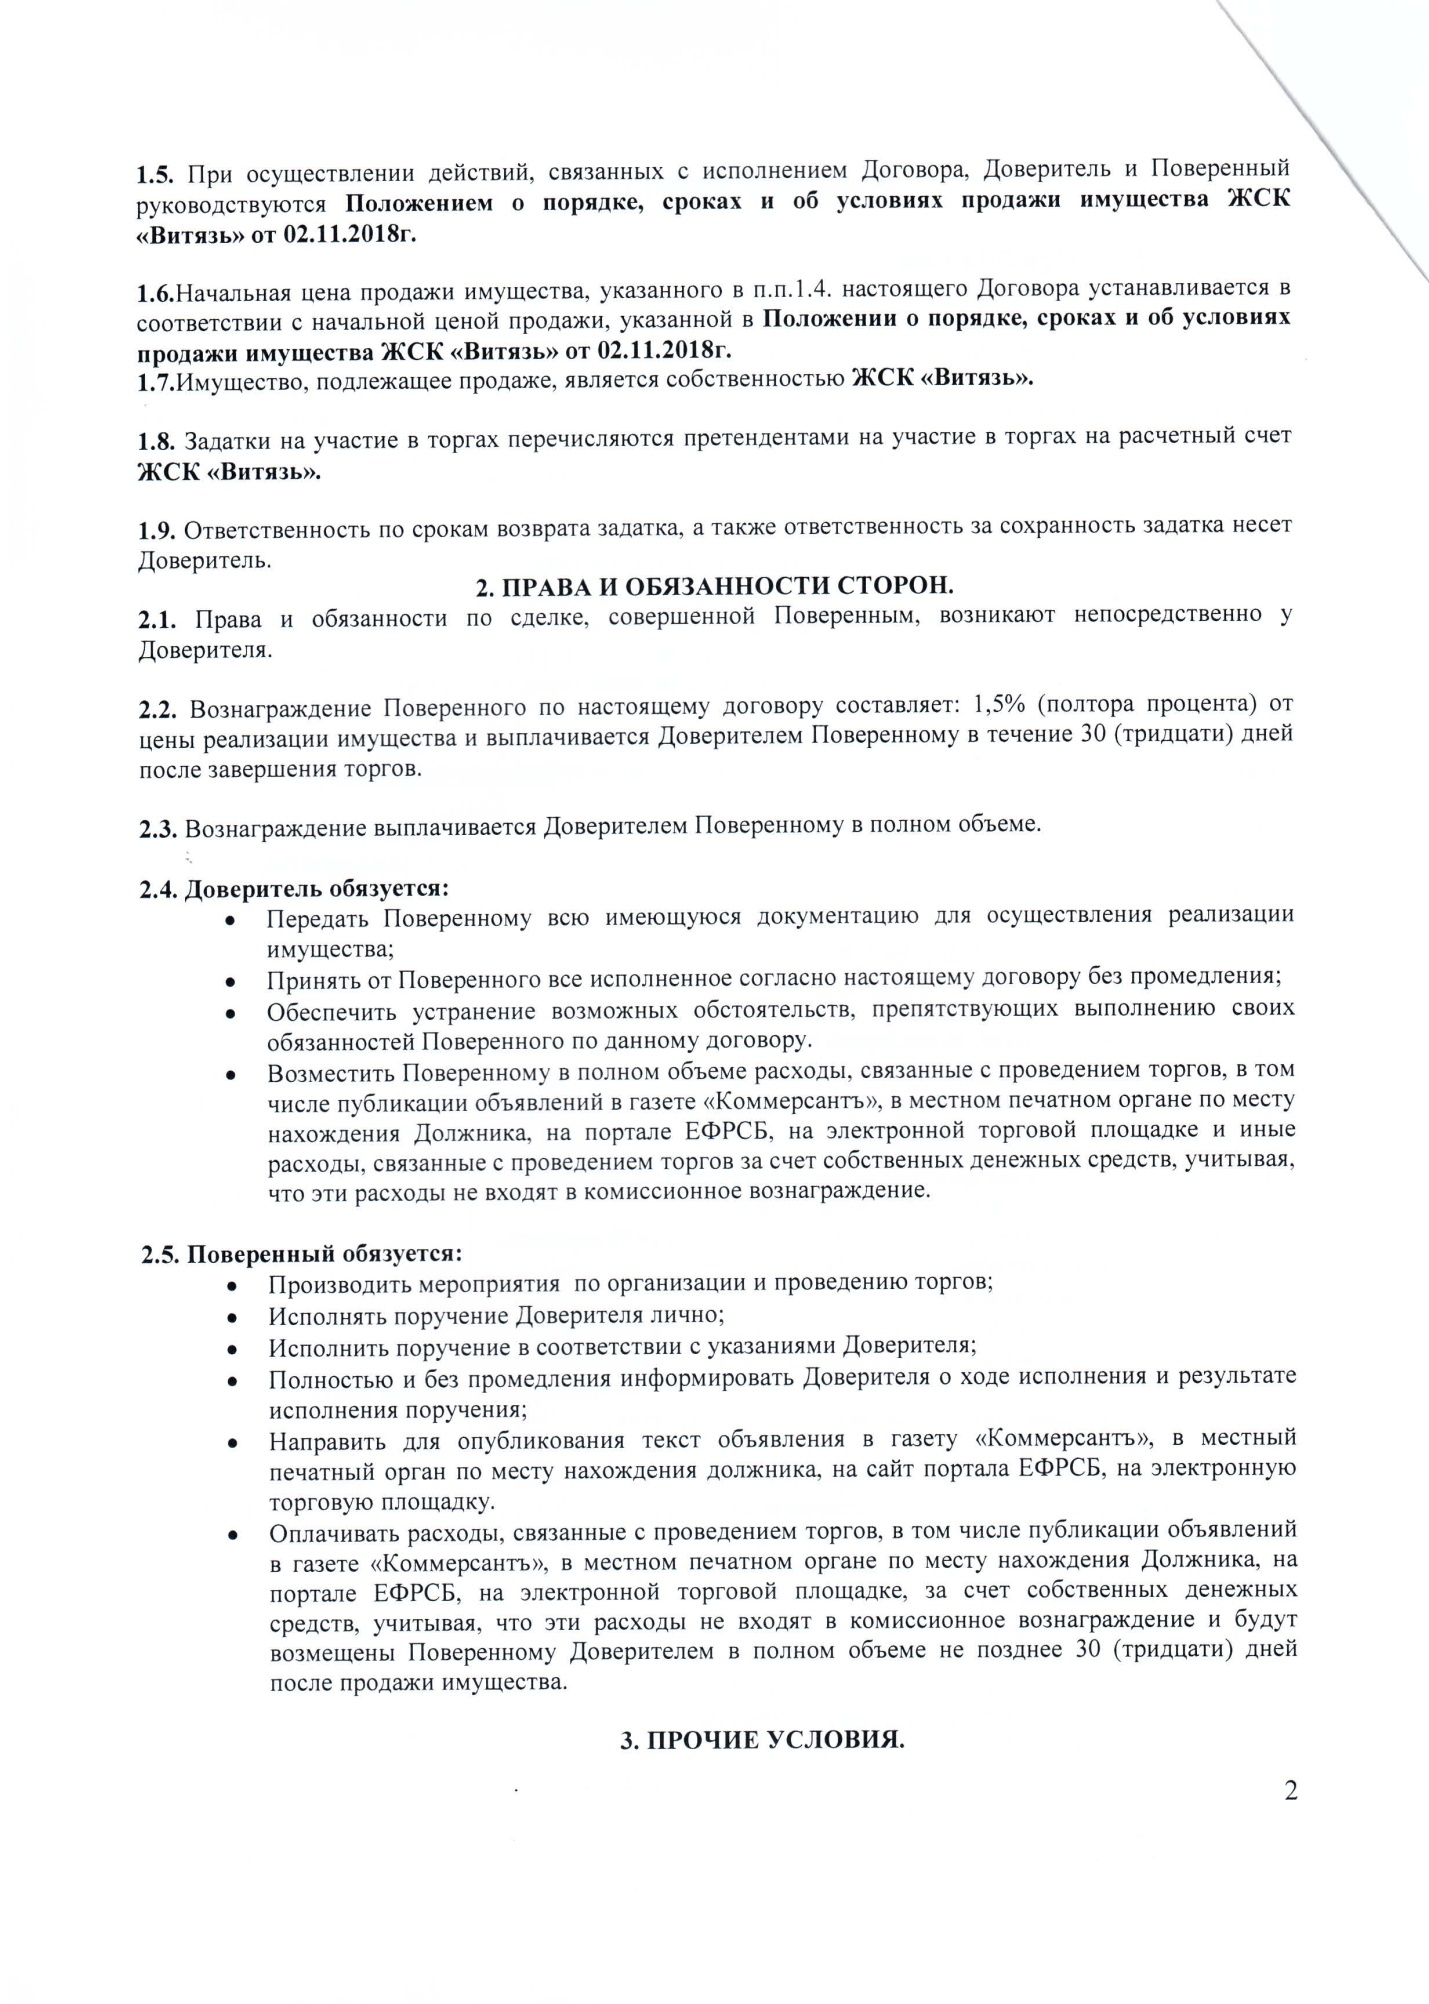 1.5. При осуществлении действий, связанных с исполнением Договора, Доверитель и Поверенный
руководствуются Положением о порядке, сроках и об условиях продажи имущества ЖСК
«Витязь» от 02.11.2018г.
1.6.Начальная цена продажи имущества, указанного в п.п.1.4. настоящего Договора устанавливается в
соответствии с начальной ценой продажи, указанной в Положении о порядке, сроках и об условиях
продажи имущества ЖСК «Витязь» от 02.11.2018г.
1.7.Имущество, подлежащее продаже, является собственностью ЖСК «Витязь».
1.8. Задатки на участие в торгах перечисляются претендентами на участие в торгах на расчетный счет
ЖСК «Витязь».
1.9. Ответственность по срокам возврата задатка, а также ответственность за сохранность задатка несет
Доверитель.
2. ПРАВА И ОБЯЗАННОСТИ СТОРОН.
2.1. Права и обязанности по сделке, совершенной Поверенным, возникают непосредственно у
Доверителя.
2.2. Вознаграждение Поверенного по настоящему договору составляет: 1,5% (полтора процента) от
цены реализации имущества и выплачивается Доверителем Поверенному в течение 30 (тридцати) дней
после завершения торгов.
2.3. Вознаграждение выплачивается Доверителем Поверенному в полном объеме.
2.4. Доверитель обязуется:
• Передать Поверенному всю имеющуюся документацию для осуществления реализации
имущества;
• Принять от Поверенного все исполненное согласно настоящему договору без промедления;
• Обеспечить устранение возможных обстоятельств, препятствующих выполнению своих
обязанностей Поверенного по данному договору.
• Возместить Поверенному в полном объеме расходы, связанные с проведением торгов, в том
числе публикации объявлений в газете «Коммерсантъ», в местном печатном органе по месту
нахождения Должника, на портале ЕФРСБ, на электронной торговой площадке и иные
расходы, связанные с проведением торгов за счет собственных денежных средств, учитывая,
что эти расходы не входят в комиссионное вознаграждение.
2.5. Поверенный обязуется:
• Производить мероприятия по организации и проведению торгов;
• Исполнять поручение Доверителя лично;
• Исполнить поручение в соответствии с указаниями Доверителя;
• Полностью и без промедления информировать Доверителя о ходе исполнения и результате
исполнения поручения;
• Направить для опубликования текст объявления в газету «Коммерсантъ», в местный
печатный орган по месту нахождения должника, на сайт портала ЕФРСБ, на электронную
торговую площадку.
• Оплачивать расходы, связанные с проведением торгов, в том числе публикации объявлений
в газете «Коммерсантъ», в местном печатном органе по месту нахождения Должника, на
портале ЕФРСБ, на электронной торговой площадке, за счет собственных денежных
средств, учитывая, что эти расходы не входят в комиссионное вознаграждение и будут
возмещены Поверенному Доверителем в полном объеме не позднее 30 (тридцати) дней
после продажи имущества.
3. ПРОЧИЕ УСЛОВИЯ.
2